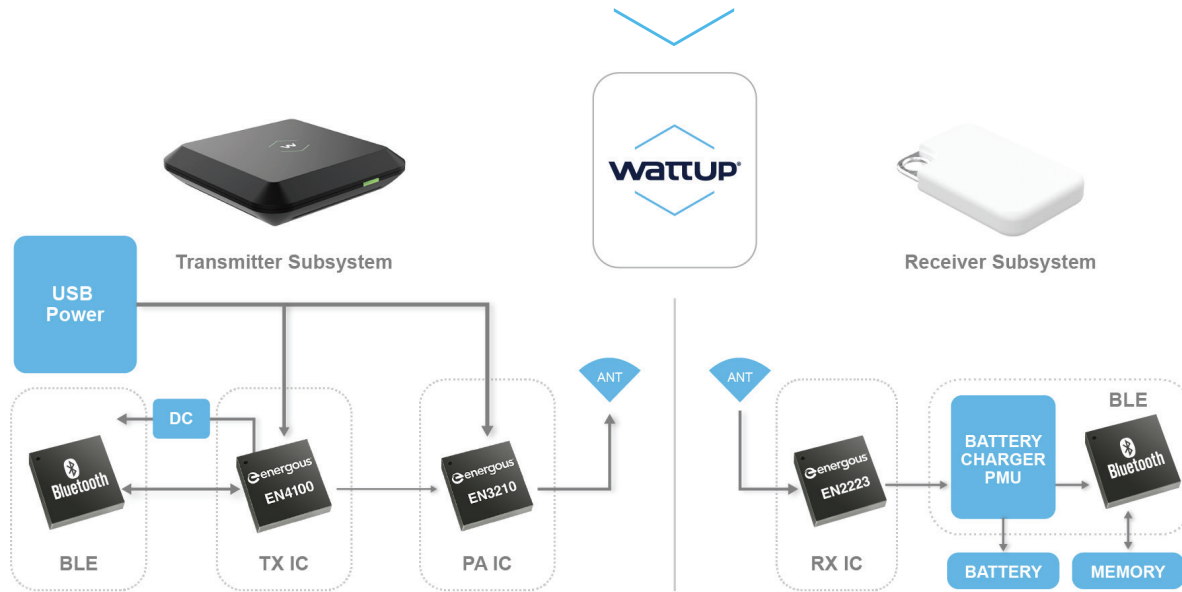 W
WattUP®
Transmitter Subsystem
Receiver Subsystem
USB
Power
ANT
ANT
DC
BLE
Bluetooth
energous
EN4100
energous
EN3210
energous
EN2223
BATTERY
CHARGER
PMU
Bluetooth
BLE
TX IC
PA IC
RX IC
BATTERY
MEMORY